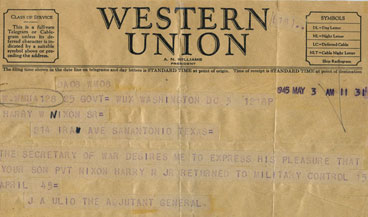 CLASS OF SERVICE
This is a full-rate Telegram or Cablegram unless its deferred character is indicated by a suitable symbol above or preceding the address.
WESTERN
UNION
A. N. WILLIAMS
PRESIDENT
SYMBOLS
DL=Day Letter
NL=Night Letter
LC=Deferred Cable
NLT=Cable Night Letter
Ship Radiogram
The filing time shown in the date line on telegrams and day letters is STANDARD TIME at point of origin. Time of receipt is STANDARD TIME at point of destination
25 GOVT= WUX WASHINGTON DC 3 1218P
1945 MAY 3 AM 11 31
HARRY W NIXON SR
AVE SANANTONIO TEXAS=
THE SECRETARY OF WAR DESIRES ME TO EXPRESS HIS PLEASURE THAT
YOUR SON PVT NIXON HARRY W JR RETURNED TO MILITARY CONTROL 15
APRIL 45=
J A ULIO THE ADJUTANT GENERAL.